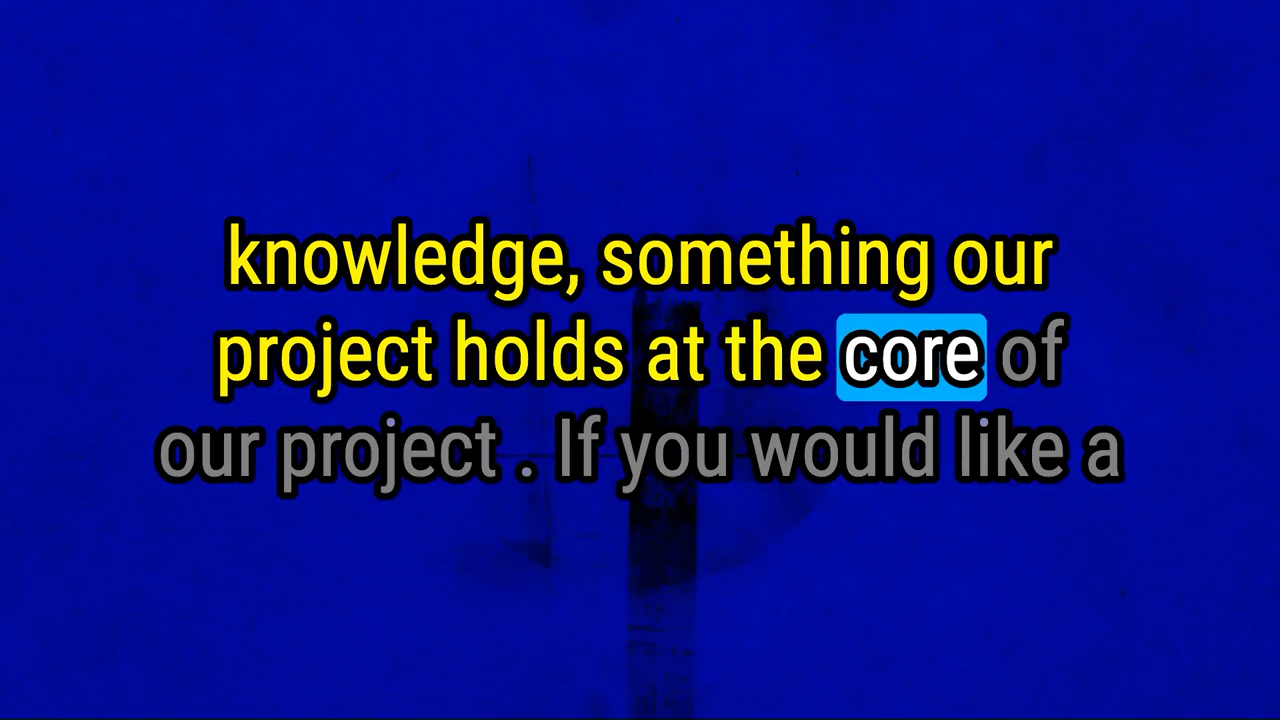 knowledge, something our
project holds at the core of
our project . If you would like a